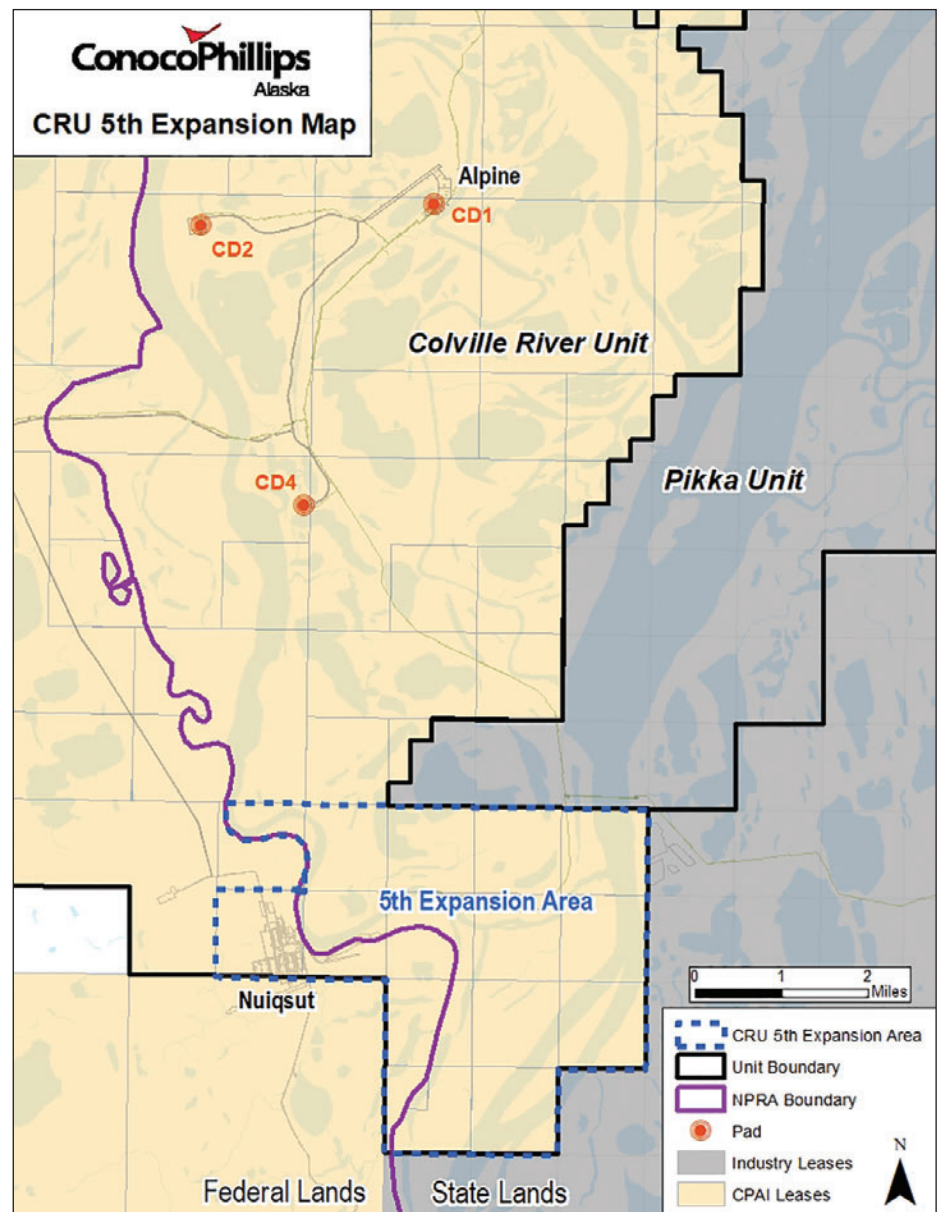 ConocoPhillips
Alaska
CRU 5th Expansion Map
Alpine
CD1
CD2
Colville River Unit
CD4
Pikka Unit
5th Expansion Area
Nuiqsut
0 1 2
Miles
CRU 5th Expansion Area
Unit Boundary
NPRA Boundary
Pad
Industry Leases
CPAI Leases
N
Federal Lands
State Lands